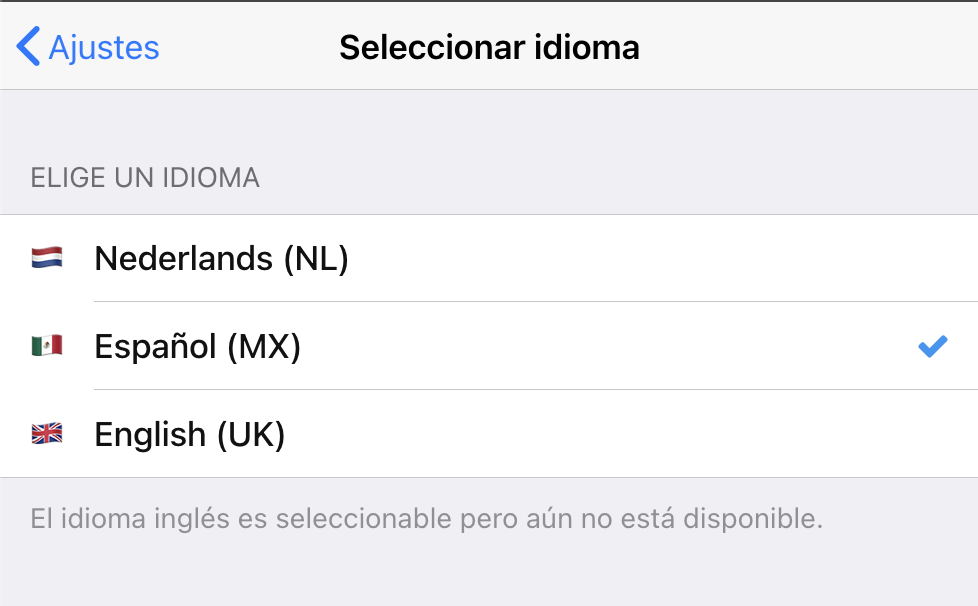 Ajustes
Seleccionar idioma
ELIGE UN IDIOMA
Nederlands (NL)
Español (MX)
English (UK)
El idioma inglés es seleccionable pero aún no está disponible.